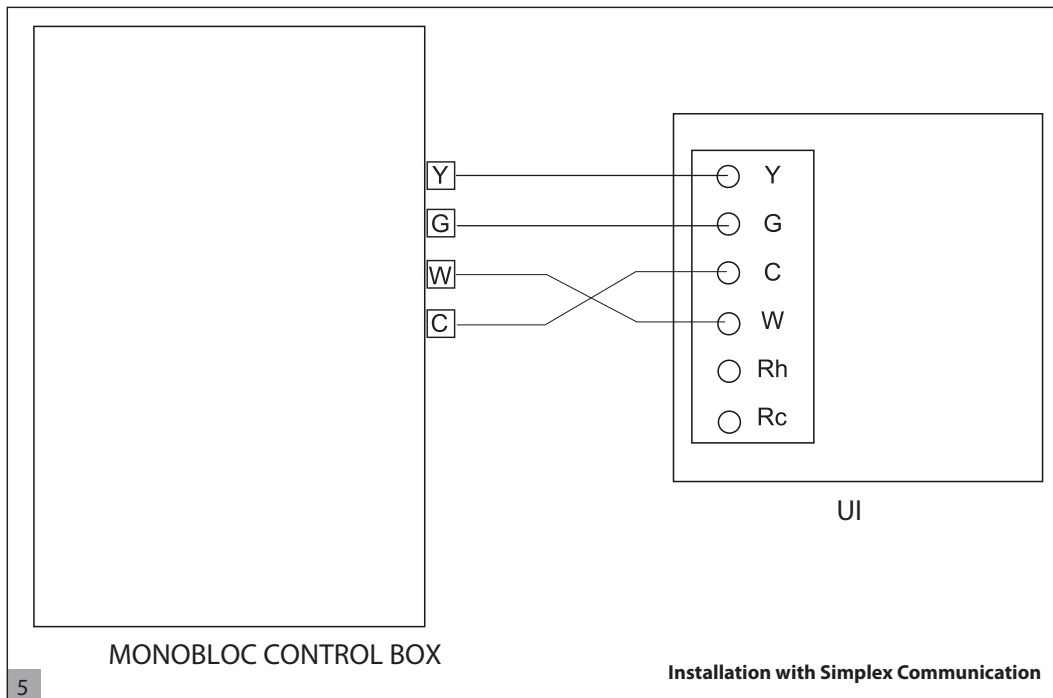 Y
G
W
C
Y
G
C
W
Rh
Rc
UI
MONOBLOC CONTROL BOX
Installation with Simplex Communication
5